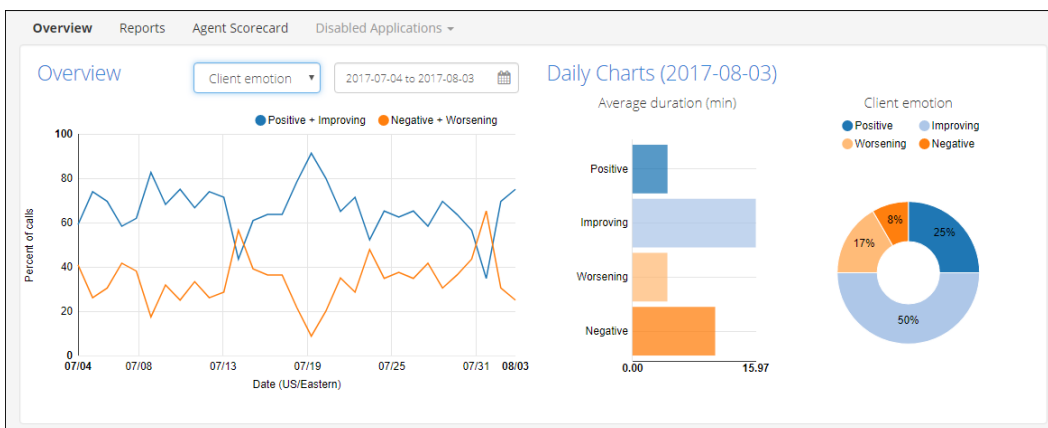 Overview Reports Agent Scorecard Disabled Applications
Overview
Client emotion
2017-07-04 to 2017-08-03
Positive + Improving Negative + Worsening
Percent of calls
100
80
60
40
20
0
07/04 07/08 07/13 07/19 07/25 07/31 08/03
Date (US/Eastern)
Daily Charts (2017-08-03)
Average duration (min)
Positive
Improving
Worsening
Negative
0.00 15.97
Client emotion
Positive Improving
Worsening Negative
8%
25%
17%
50%